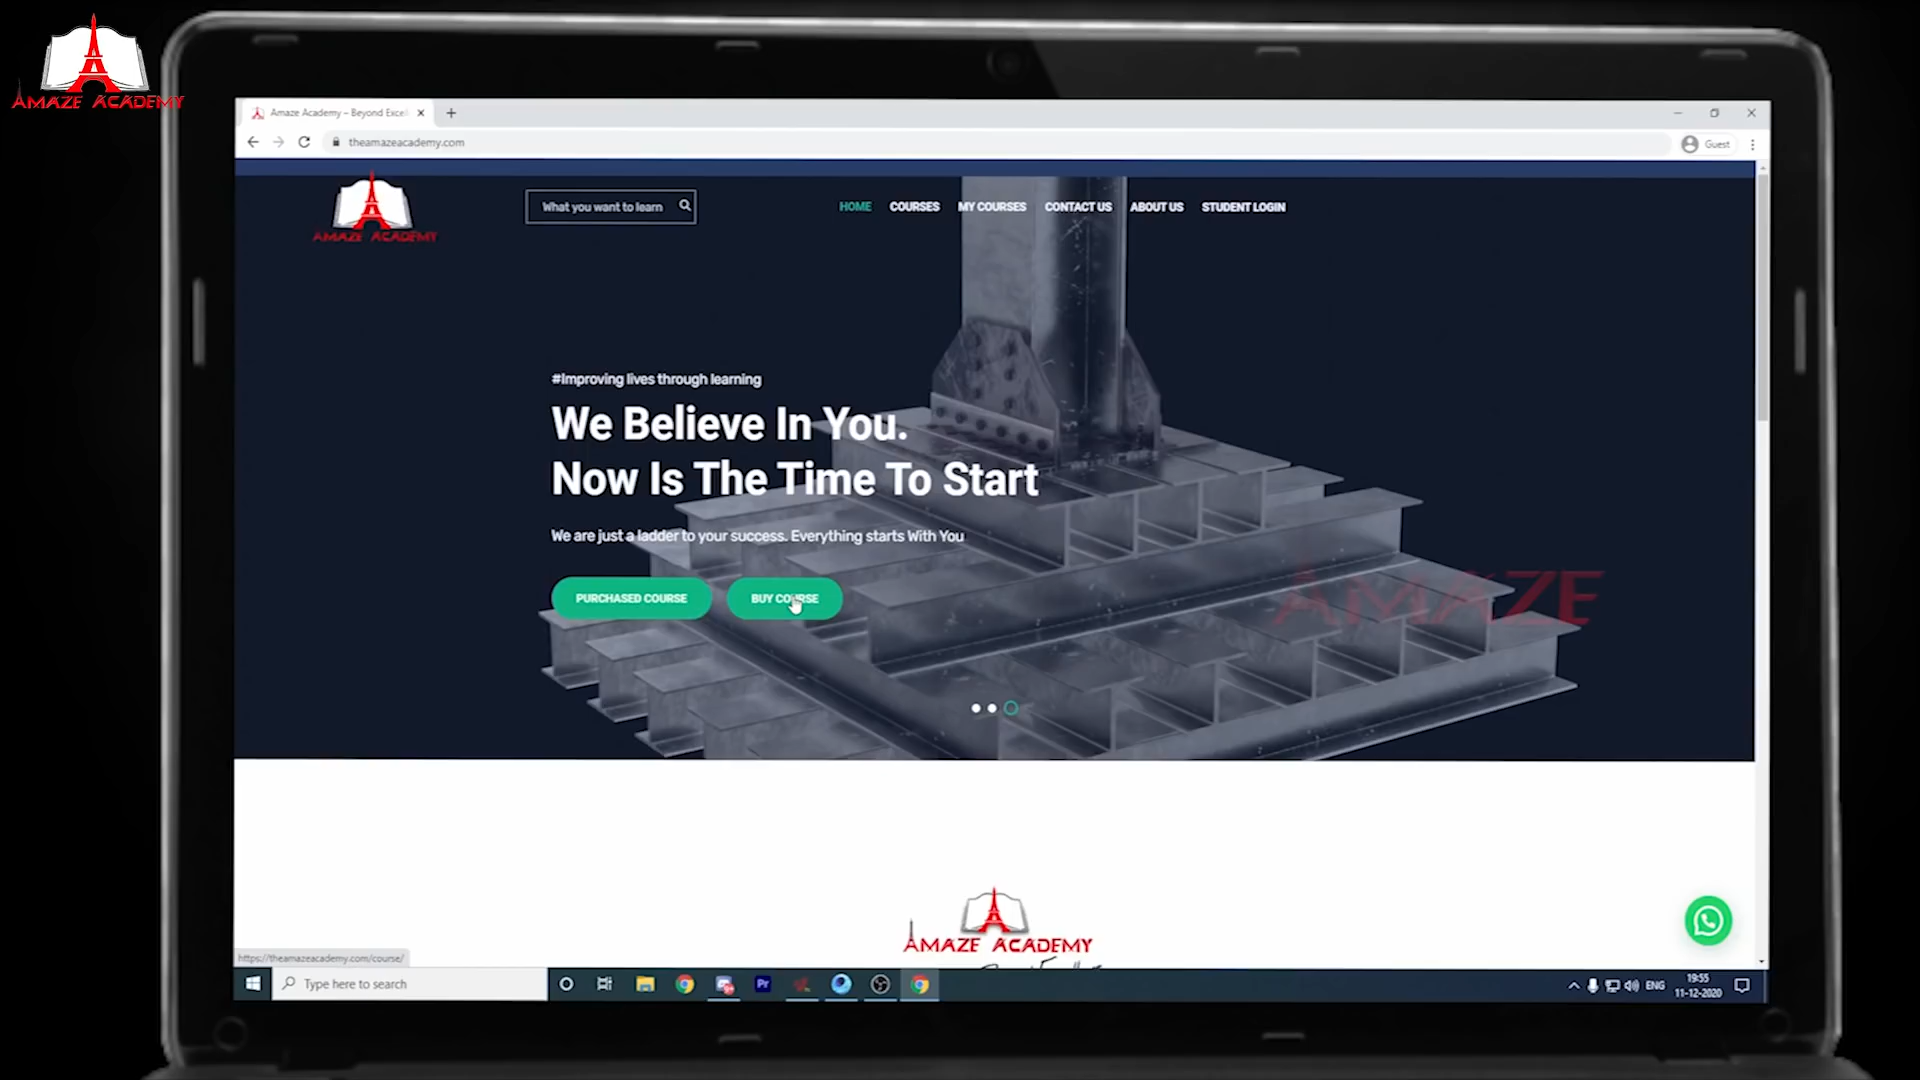 AMAZE ACADEMY
Amaze Academy – Beyond Excel
theamazeacademy.com
Guest
AMAZE ACADEMY
What you want to learn
HOME
COURSES
MY COURSES
CONTACT US
ABOUT US
STUDENT LOGIN
#Improving lives through learning
We Believe In You.
Now Is The Time To Start
We are just a ladder to your success. Everything starts With You
PURCHASED COURSE
BUY COURSE
AMAZE
AMAZE ACADEMY
https://theamazeacademy.com/course/
Type here to search
Pr
ENG
19:55
11-12-2020